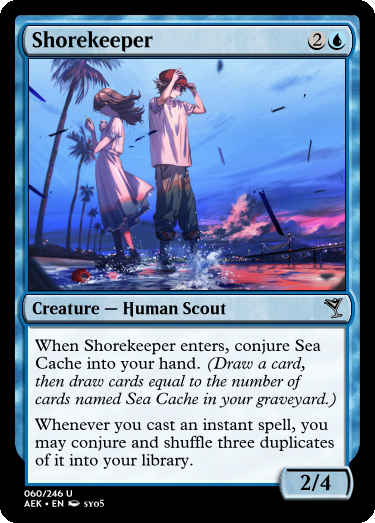 Shorekeeper 2
Creature — Human Scout
When Shorekeeper enters, conjure Sea
Cache into your hand. (Draw a card,
then draw cards equal to the number of
cards named Sea Cache in your graveyard.)
Whenever you cast an instant spell, you
may conjure and shuffle three duplicates
of it into your library.
2/4
060/246 U
AEK • EN syo5